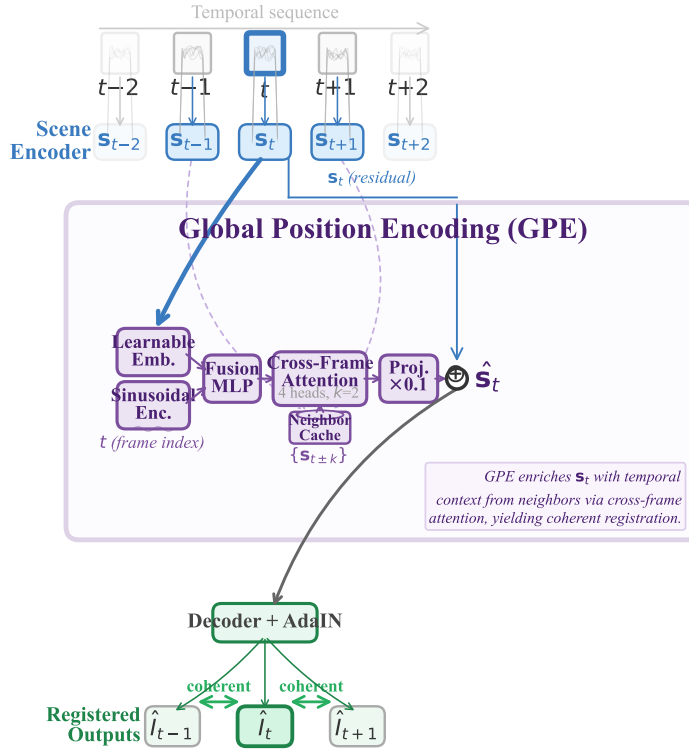 Temporal sequence
t−2 t−1 t t+1 t+2
Scene
Encoder
s_{t−2} s_{t−1} s_t s_{t+1} s_{t+2}
s_t (residual)
Global Position Encoding (GPE)
Learnable
Emb.
Sinusoidal
Enc.
t (frame index)
Fusion
MLP
Cross-Frame
Attention
4 heads, k=2
Neighbor
Cache
{s_{t±k}}
Proj.
×0.1
+
ŝ_t
GPE enriches s_t with temporal
context from neighbors via cross-frame
attention, yielding coherent registration.
Decoder + AdaIN
coherent coherent
Registered
Outputs
Î_{t−1} Î_t Î_{t+1}